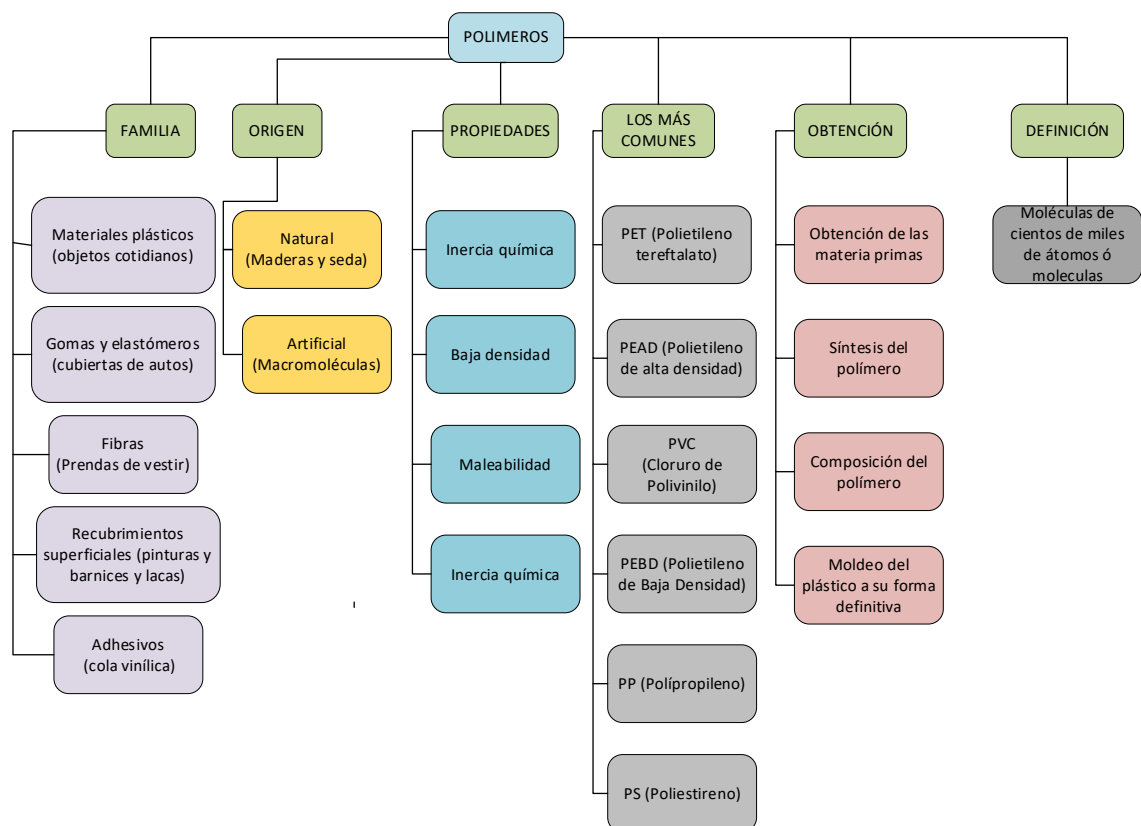 POLIMEROS
FAMILIA
Materiales plásticos
(objetos cotidianos)
Gomas y elastómeros
(cubiertas de autos)
Fibras
(Prendas de vestir)
Recubrimientos
superficiales (pinturas y
barnices y lacas)
Adhesivos
(cola vinílica)
ORIGEN
Natural
(Maderas y seda)
Artificial
(Macromoléculas)
PROPIEDADES
Inercia química
Baja densidad
Maleabilidad
Inercia química
LOS MÁS
COMUNES
PET (Polietileno
tereftalato)
PEAD (Polietileno
de alta densidad)
PVC
(Cloruro de
Polivinilo)
PEBD (Polietileno
de Baja Densidad)
PP (Polípropileno)
PS (Poliestireno)
OBTENCIÓN
Obtención de las
materia primas
Síntesis del
polímero
Composición del
polímero
Moldeo del
plástico a su forma
definitiva
DEFINICIÓN
Moléculas de
cientos de miles
de átomos ó
moleculas